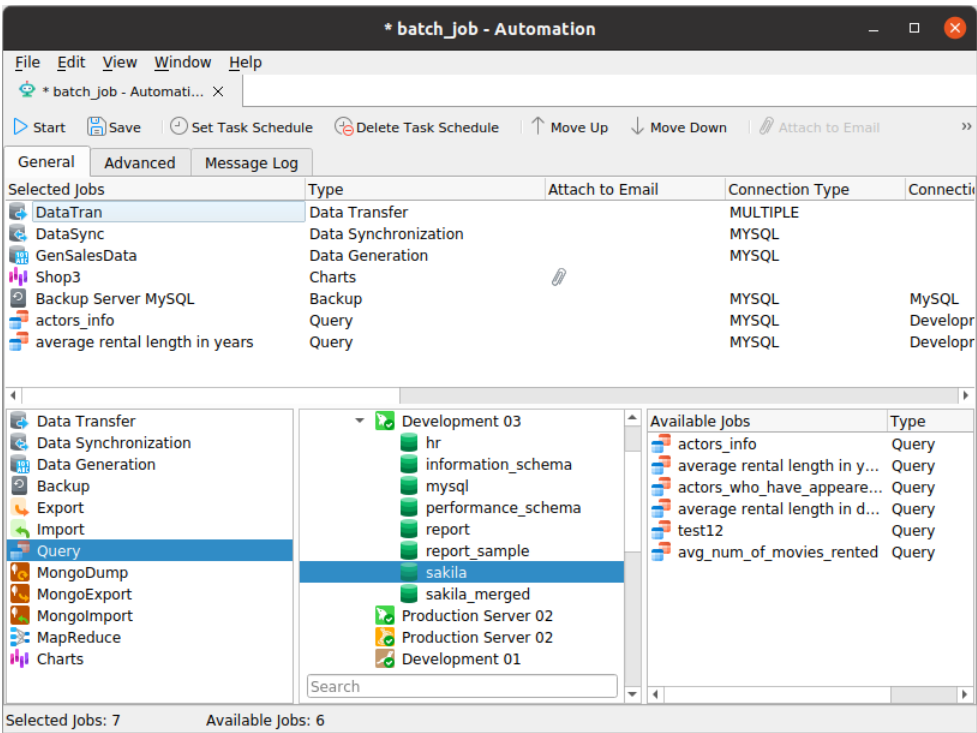 * batch_job - Automation
File Edit View Window Help
* batch_job - Automati...
Start Save Set Task Schedule Delete Task Schedule Move Up Move Down Attach to Email »
General Advanced Message Log
Selected Jobs Type Attach to Email Connection Type Connecti
DataTran Data Transfer MULTIPLE
DataSync Data Synchronization MYSQL
GenSalesData Data Generation MYSQL
Shop3 Charts
Backup Server MySQL Backup MYSQL MySQL
actors_info Query MYSQL Developr
average rental length in years Query MYSQL Developr
Data Transfer
Data Synchronization
Data Generation
Backup
Export
Import
Query
MongoDump
MongoExport
MongoImport
MapReduce
Charts
Development 03
hr
information_schema
mysql
performance_schema
report
report_sample
sakila
sakila_merged
Production Server 02
Production Server 02
Development 01
Search
Available Jobs Type
actors_info Query
average rental length in y... Query
actors_who_have_appeare... Query
average rental length in d... Query
test12 Query
avg_num_of_movies_rented Query
Selected Jobs: 7 Available Jobs: 6